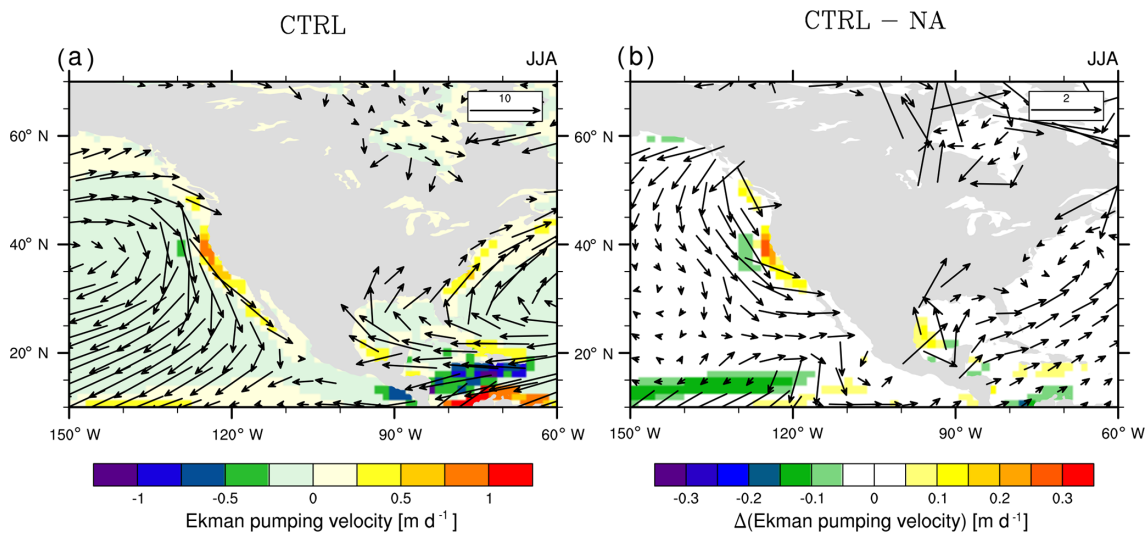 CTRL
CTRL – NA
(a)
JJA
(b)
JJA
10
2
60° N
40° N
20° N
60° N
40° N
20° N
150° W
120° W
90° W
60° W
150° W
120° W
90° W
60° W
-1
-0.5
0
0.5
1
-0.3
-0.2
-0.1
0
0.1
0.2
0.3
Ekman pumping velocity [m d⁻¹]
Δ(Ekman pumping velocity) [m d⁻¹]